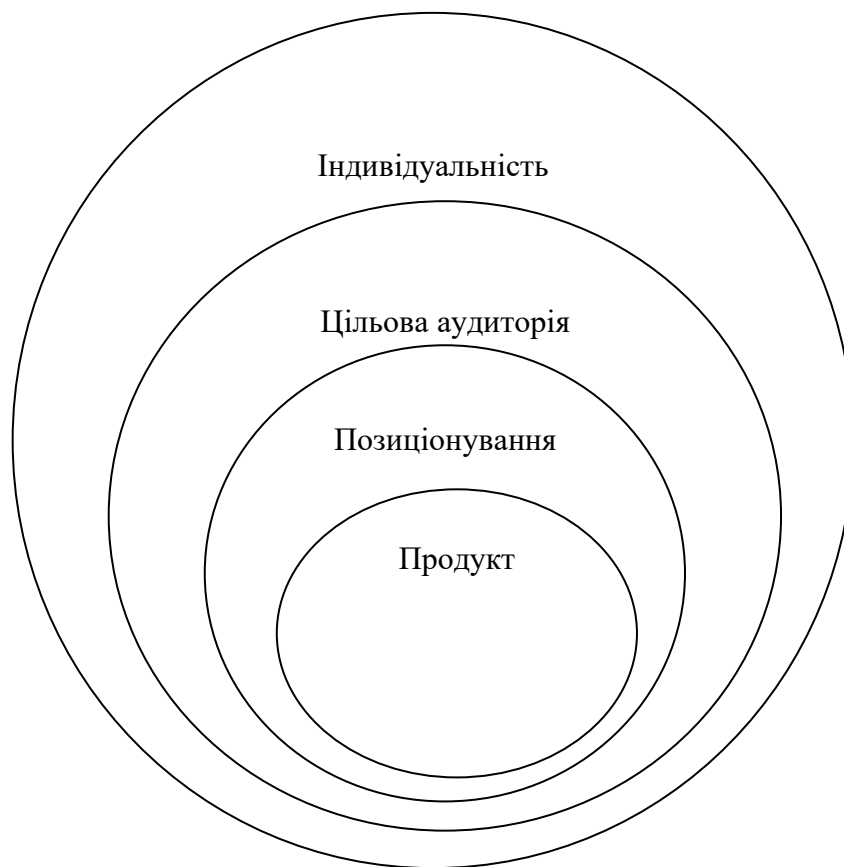 Індивідуальність
Цільова аудиторія
Позиціонування
Продукт